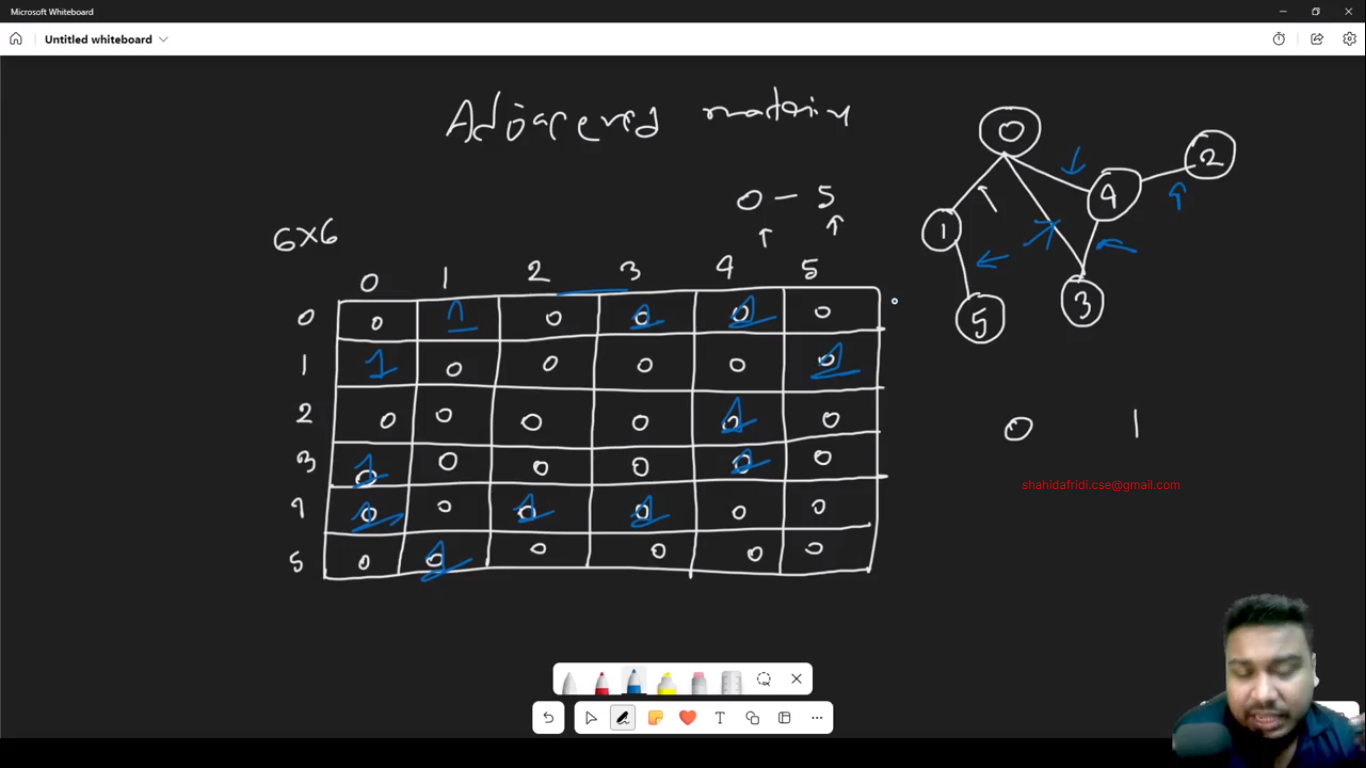 Microsoft Whiteboard
Untitled whiteboard
Adjacency matrix
0 - 5
6x6
0 1 2 3 4 5
0 0 1 0 1 1 0
1 1 0 0 0 0 1
2 0 0 0 0 1 0
3 1 0 0 0 1 0
4 1 0 1 1 0 0
5 0 1 0 0 0 0
0
2
4
1
3
5
0 1
shahidafridi.cse@gmail.com
T